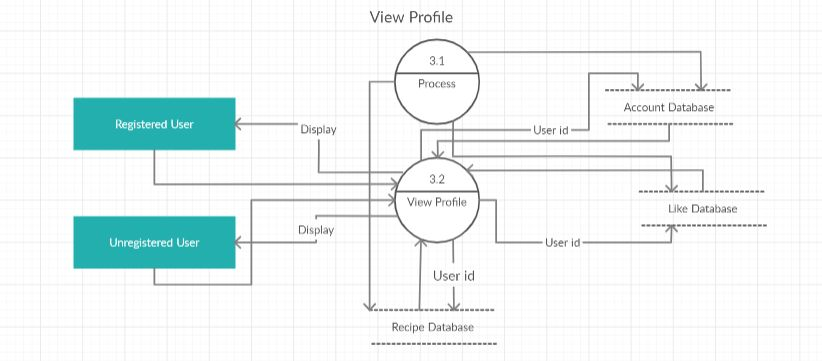 View Profile
3.1
Process
Registered User
Display
User id
Account Database
3.2
View Profile
Like Database
Unregistered User
Display
User id
User id
Recipe Database